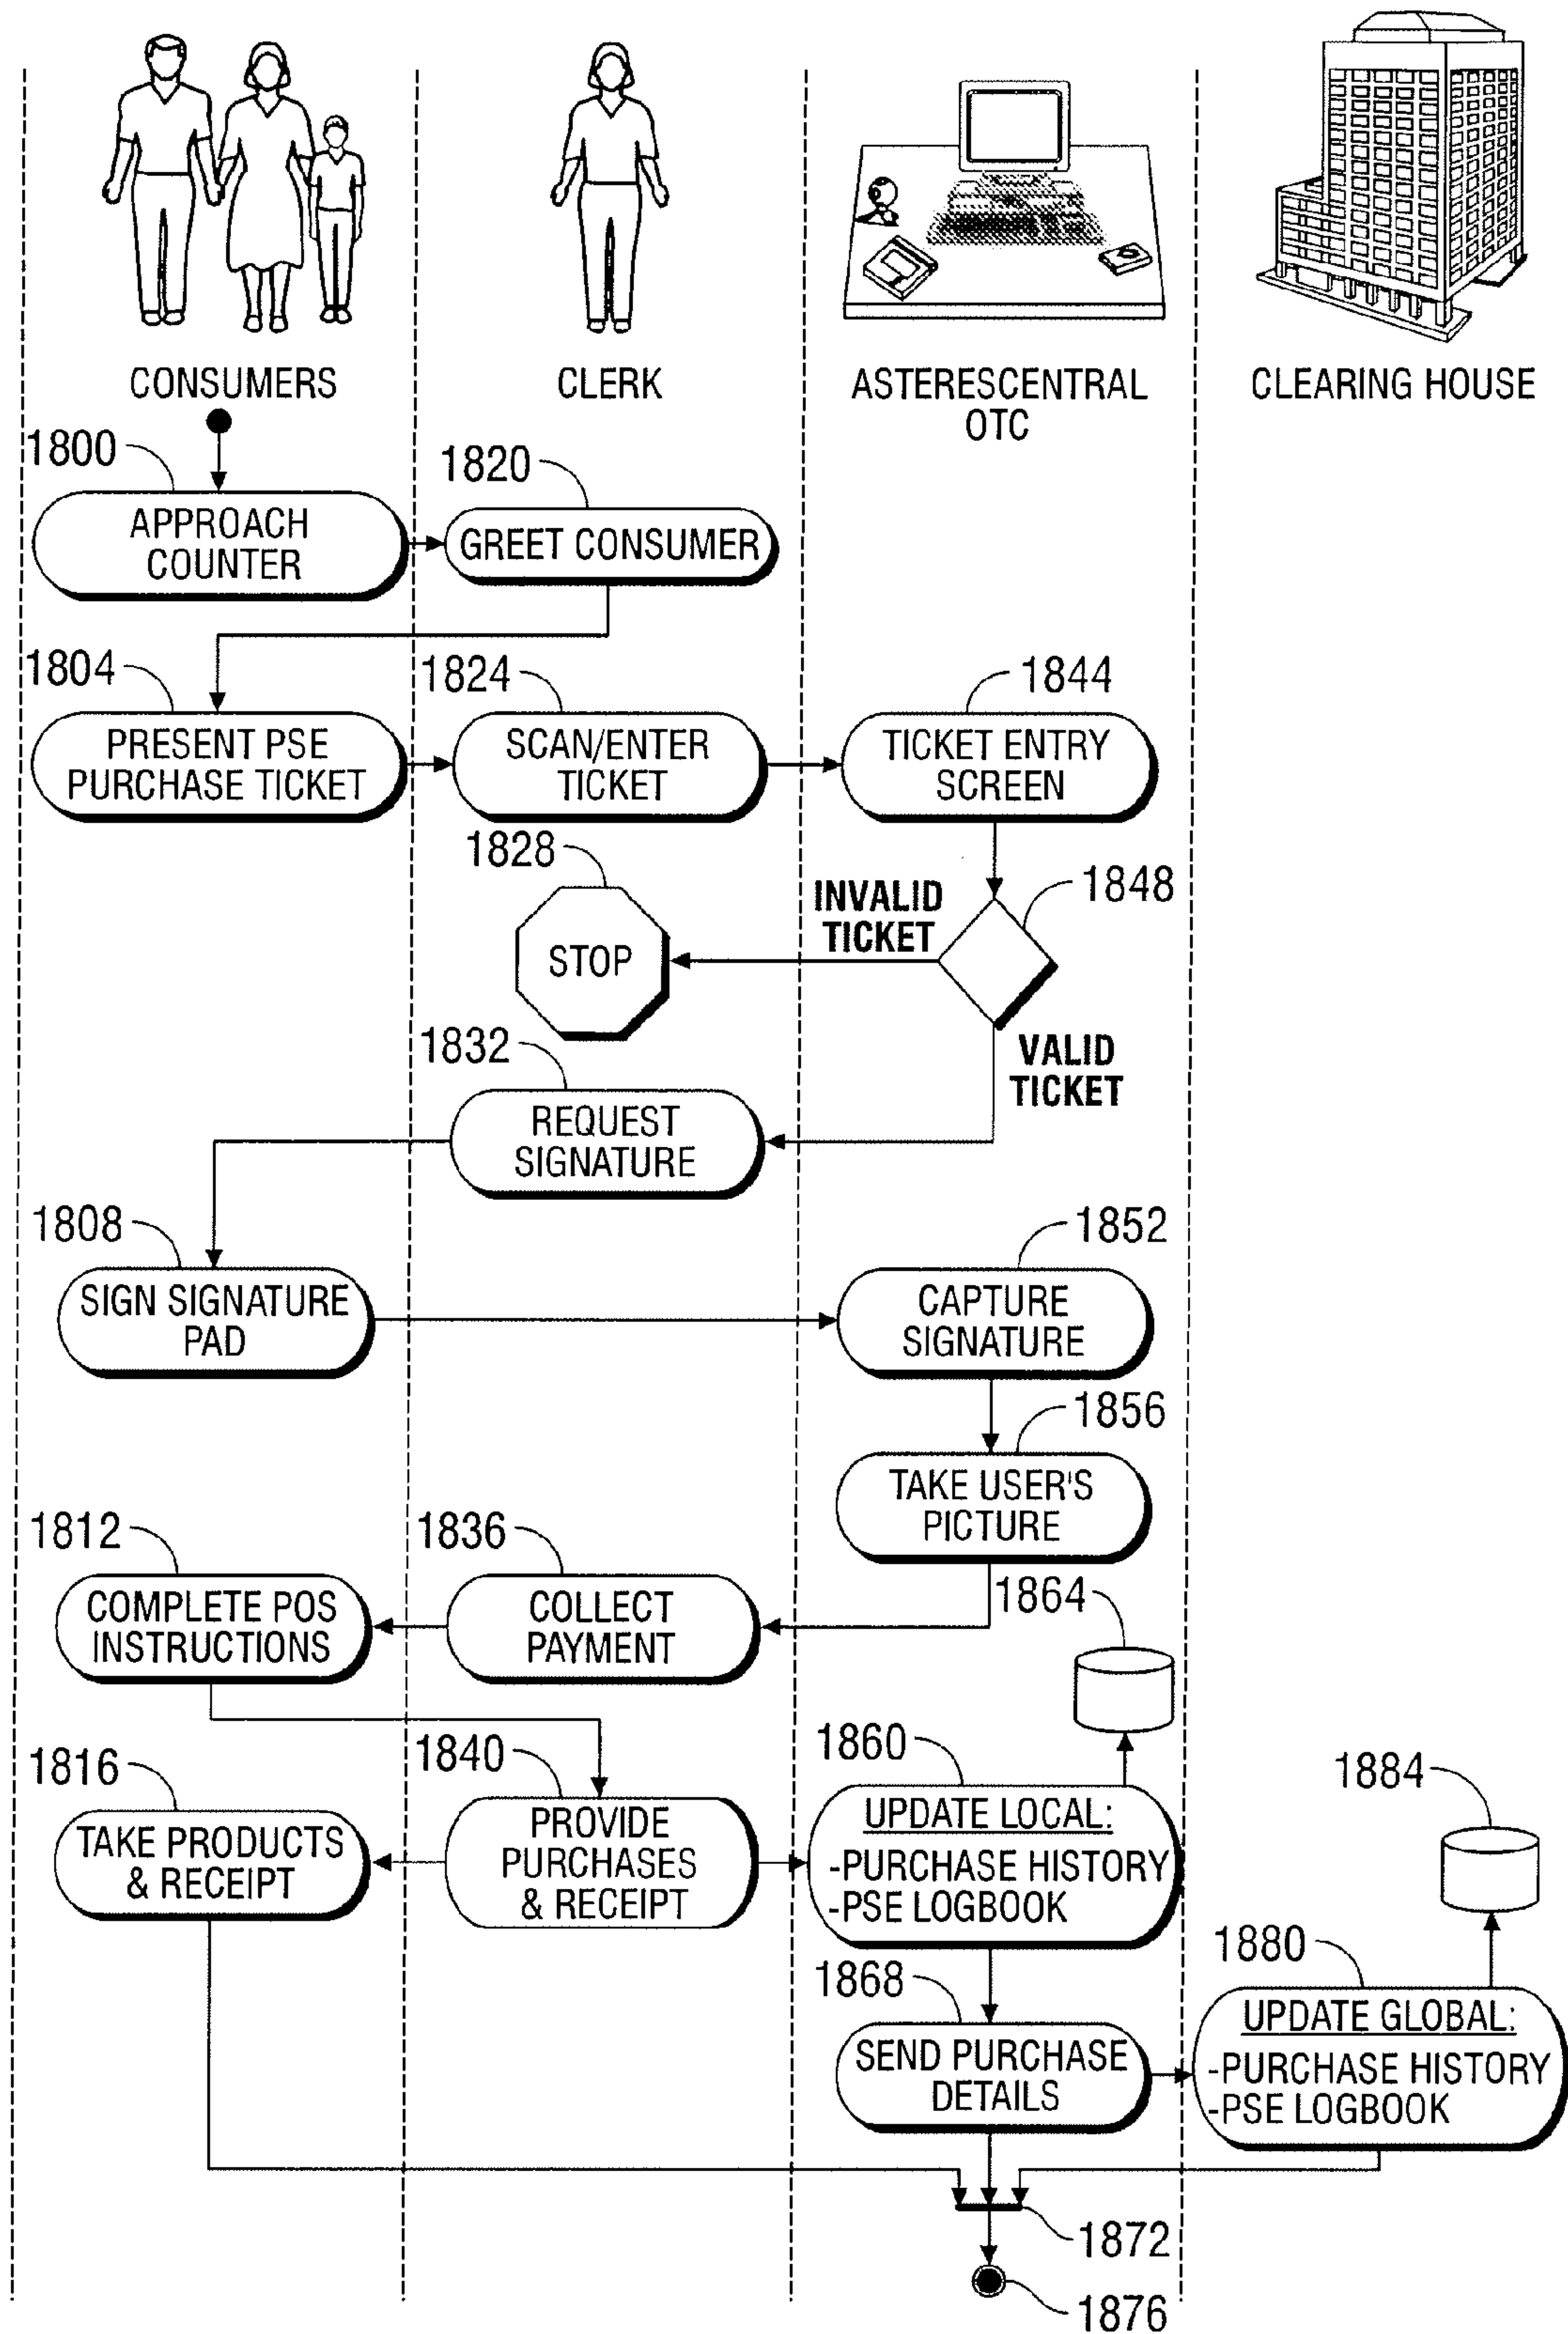 CONSUMERS
CLERK
ASTERESCENTRAL
OTC
CLEARING HOUSE
1800
APPROACH
COUNTER
1820
GREET CONSUMER
1804
PRESENT PSE
PURCHASE TICKET
1824
SCAN/ENTER
TICKET
1844
TICKET ENTRY
SCREEN
1828
STOP
INVALID
TICKET
1848
VALID
TICKET
1832
REQUEST
SIGNATURE
1808
SIGN SIGNATURE
PAD
1852
CAPTURE
SIGNATURE
1856
TAKE USER'S
PICTURE
1812
COMPLETE POS
INSTRUCTIONS
1836
COLLECT
PAYMENT
1864
1816
TAKE PRODUCTS
& RECEIPT
1840
PROVIDE
PURCHASES
& RECEIPT
1860
UPDATE LOCAL:
-PURCHASE HISTORY
-PSE LOGBOOK
1884
1868
SEND PURCHASE
DETAILS
1880
UPDATE GLOBAL:
-PURCHASE HISTORY
-PSE LOGBOOK
1872
1876